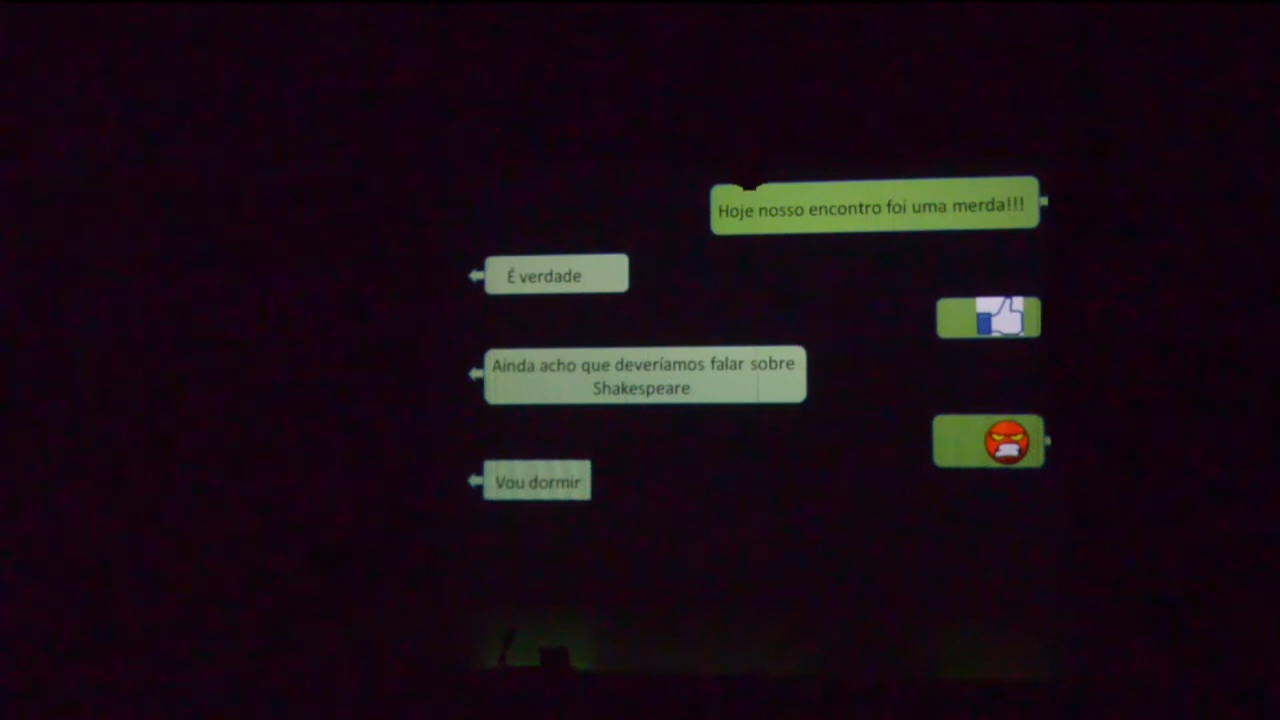 Hoje nosso encontro foi uma merda!!!
É verdade
Ainda acho que deveríamos falar sobre
Shakespeare
Vou dormir